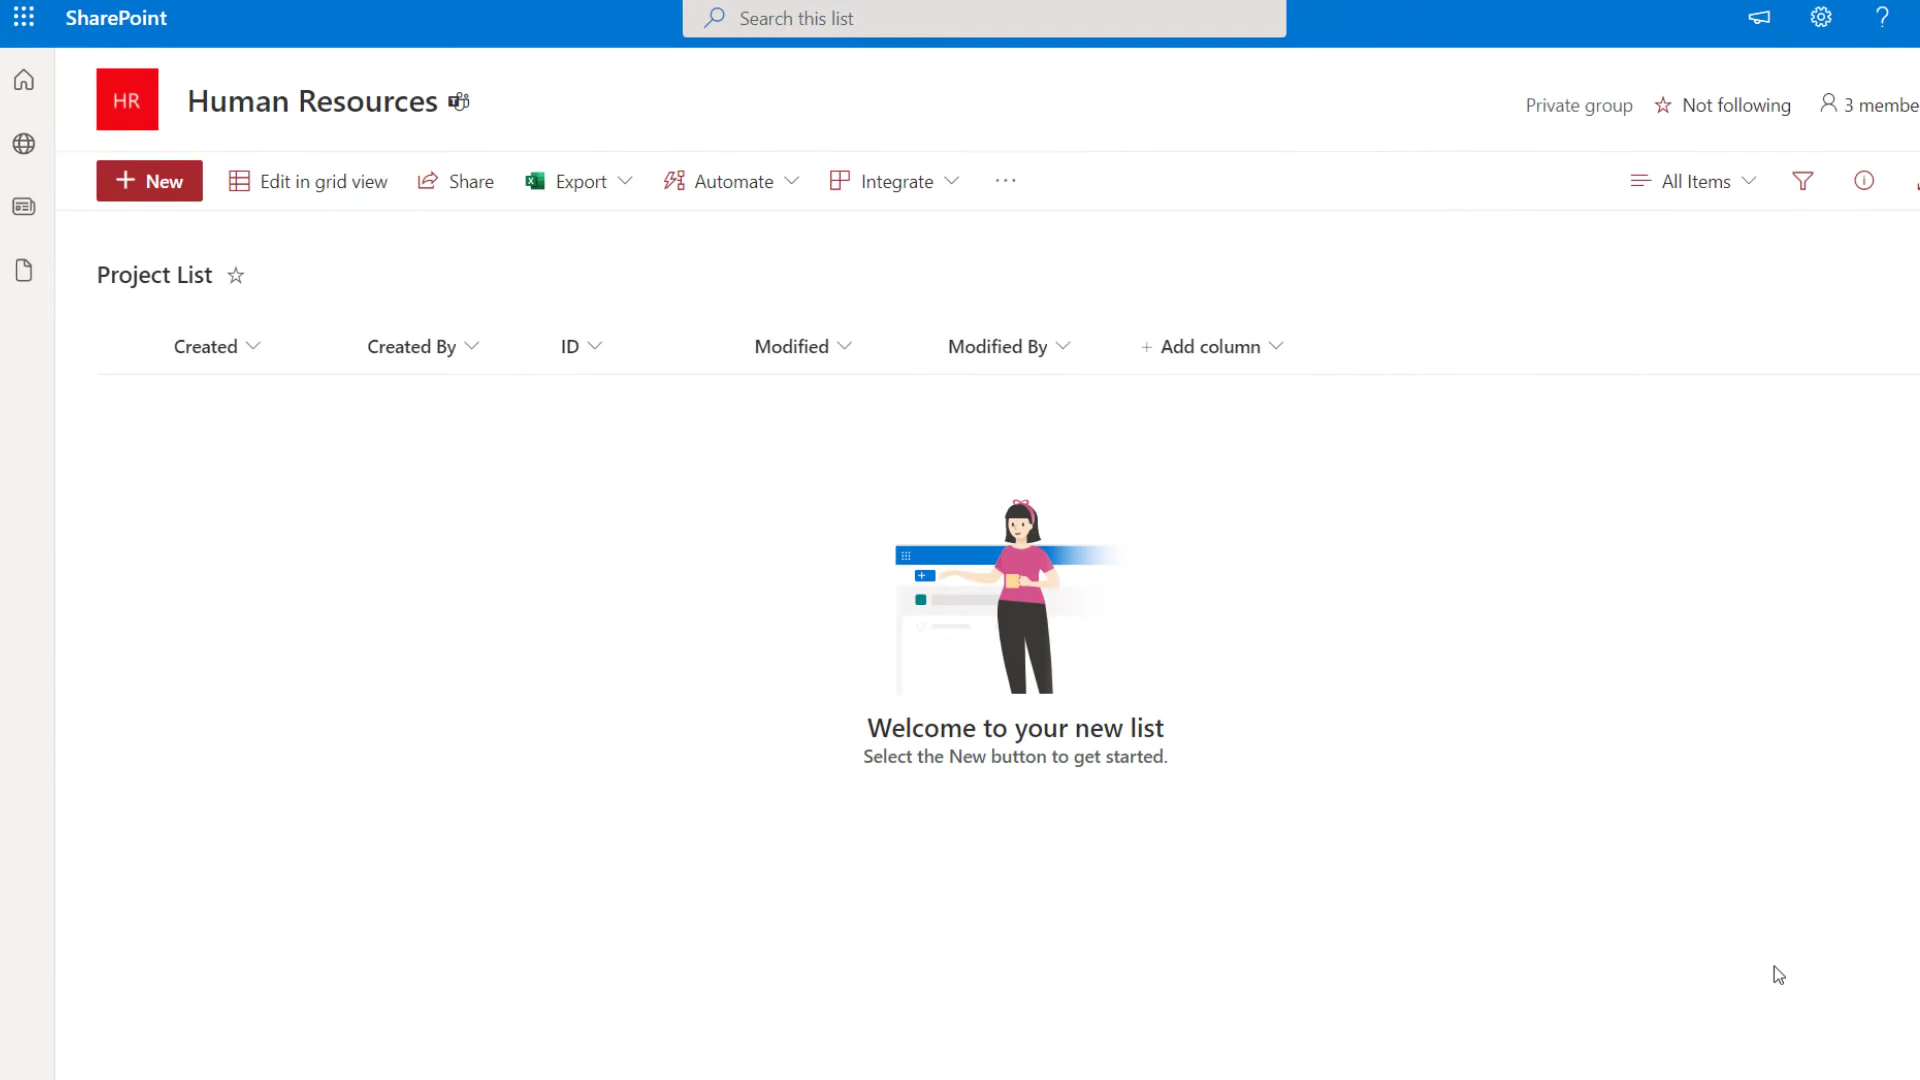 SharePoint
Search this list
HR
Human Resources
Private group
Not following
3 membe
New
Edit in grid view
Share
Export
Automate
Integrate
All Items
Project List
Created
Created By
ID
Modified
Modified By
+ Add column
Welcome to your new list
Select the New button to get started.